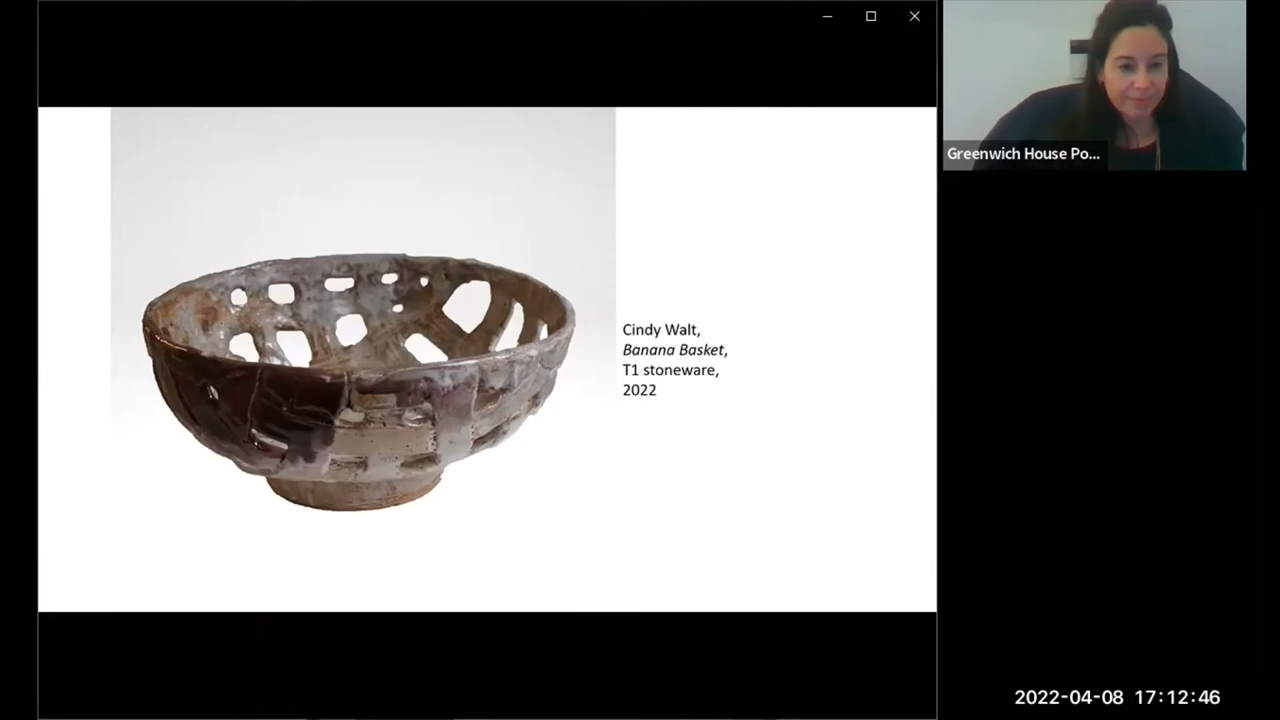 Greenwich House Po...
Cindy Walt,
Banana Basket,
T1 stoneware,
2022
2022-04-08 17:12:46